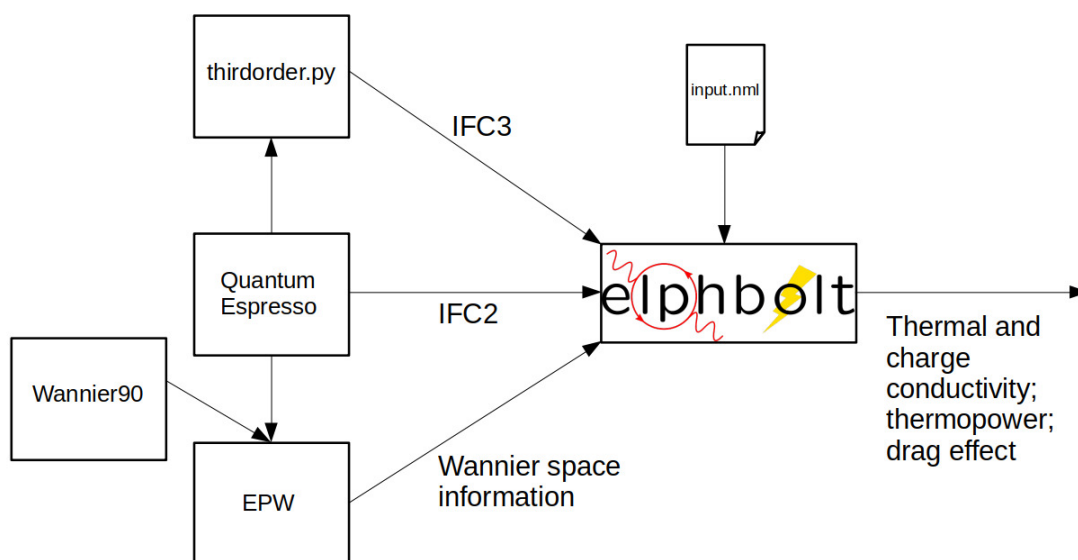 thirdorder.py
input.nml
IFC3
Quantum
Espresso
IFC2
elphbolt
Wannier90
Thermal and
charge
conductivity;
thermopower;
drag effect
EPW
Wannier space
information